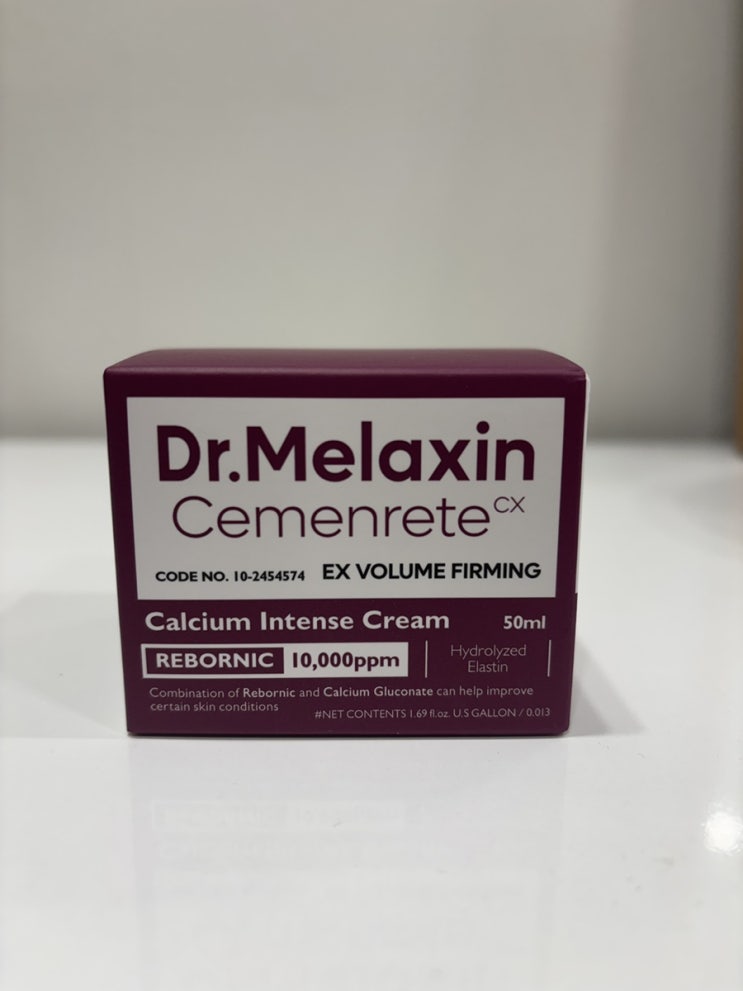 Dr.Melaxin
Cemenrete CX
CODE NO. 10-2454574 EX VOLUME FIRMING
Calcium Intense Cream 50ml
REBORNIC 10,000ppm
Hydrolyzed
Elastin
Combination of Rebornic and Calcium Gluconate can help improve
certain skin conditions
#NET CONTENTS 1.69 fl.oz. U.S GALLON / 0.013